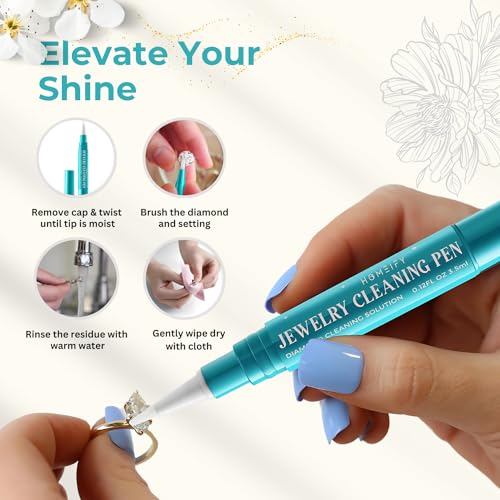 Elevate Your
Shine
Remove cap & twist
until tip is moist
Brush the diamond
and setting
Rinse the residue with
warm water
Gently wipe dry
with cloth
HOMEIFY
JEWELRY CLEANING PEN
DIAMOND CLEANING SOLUTION 0.12FL OZ 3.5ml